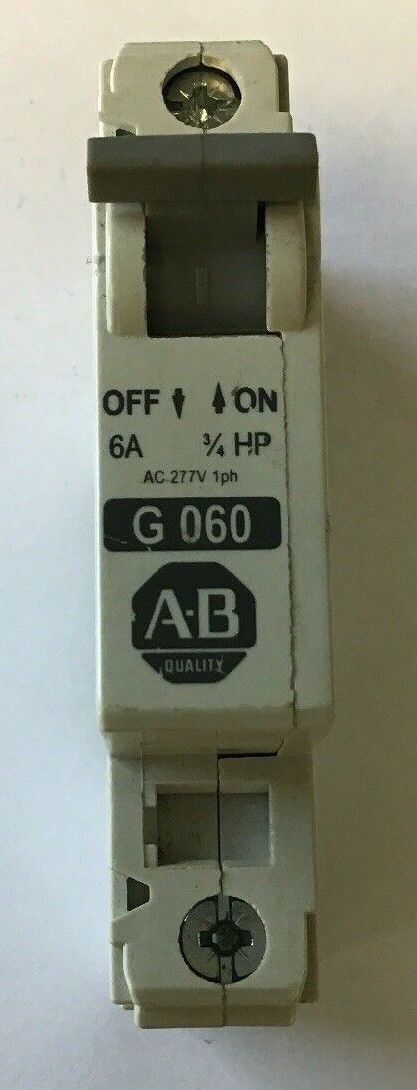 OFF ON
6A ¾ HP
AC 277V 1ph
G 060
A-B
QUALITY